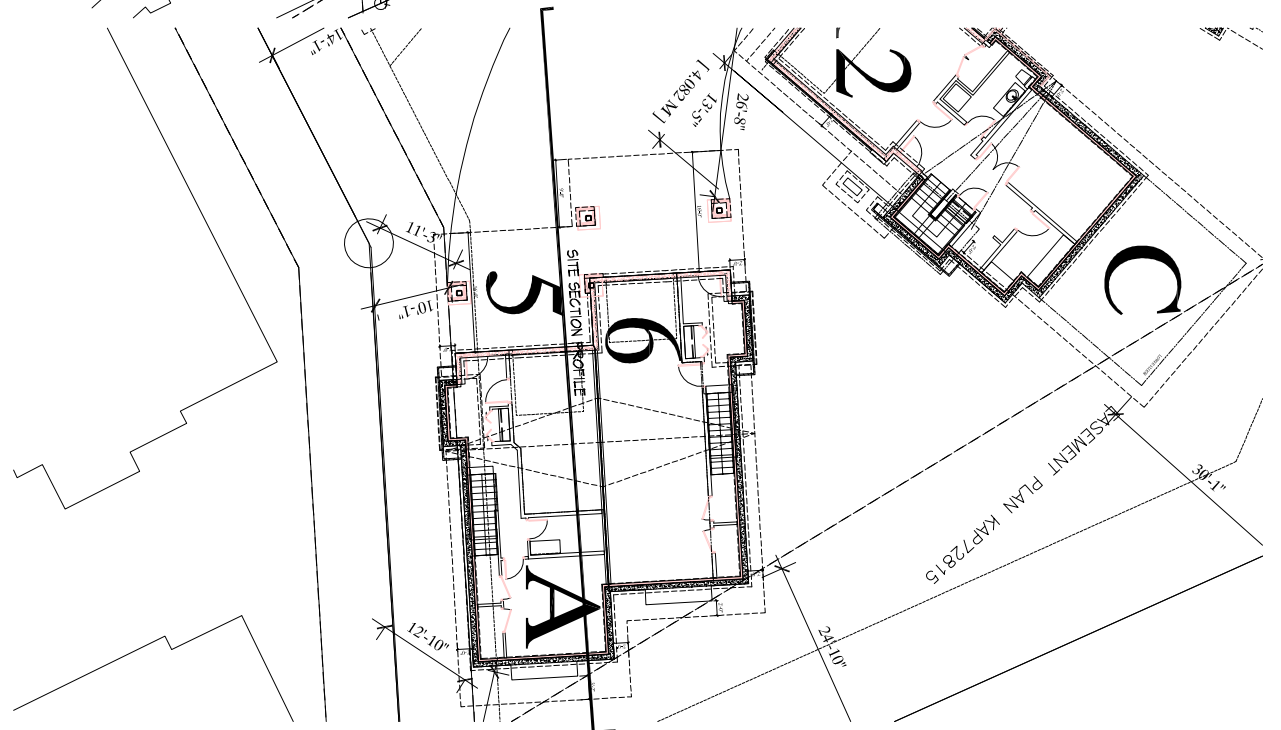 14'-1"
2
26'-8"
13'-5"
[ 4.082 M ]
11'-3"
10'-1"
5
SITE SECTION PROFILE
6
C
EASEMENT PLAN KAP72815
30'-1"
A
12'-10"
24'-10"